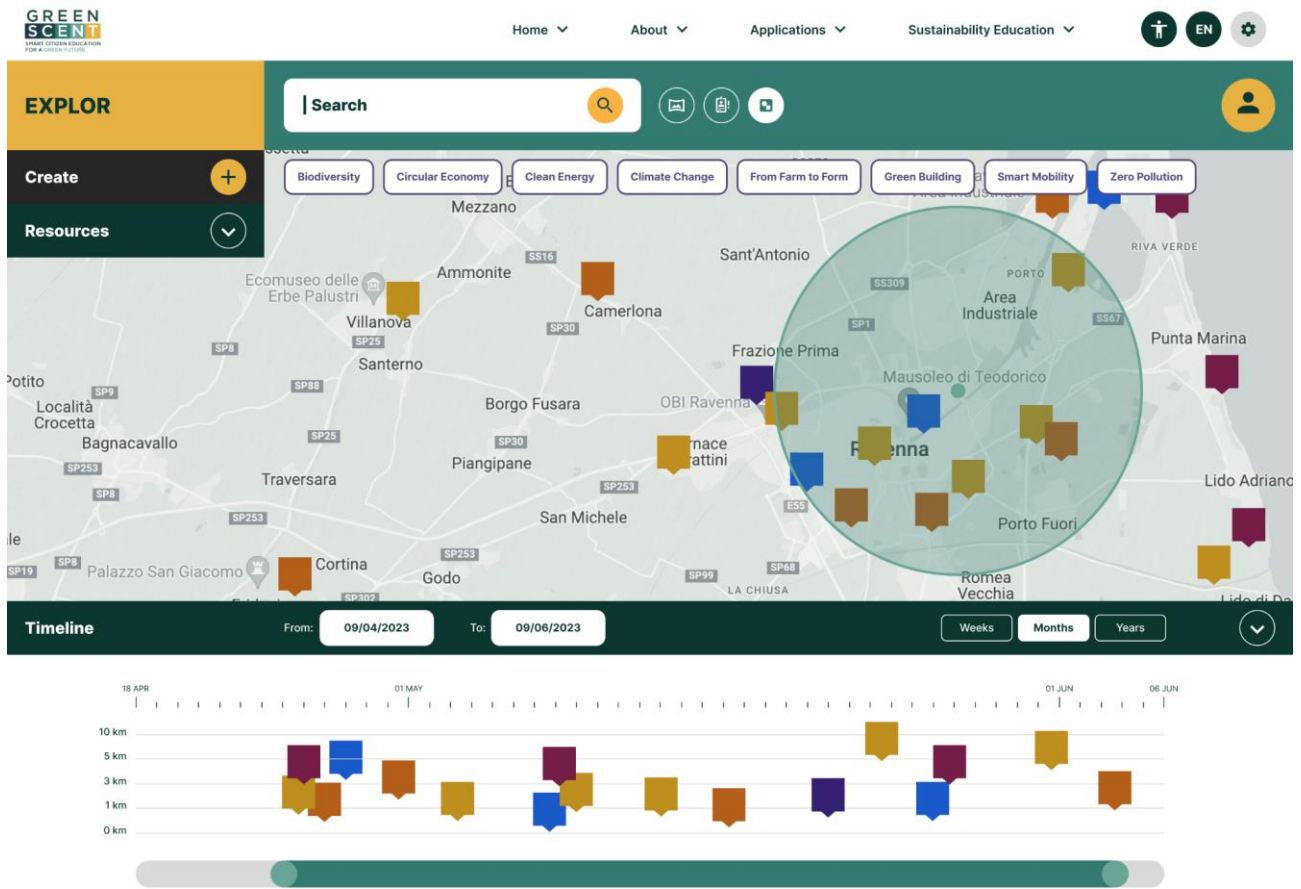 GREEN
SCENT
SMART CITIZEN EDUCATION
FOR A GREEN FUTURE
Home
About
Applications
Sustainability Education
EN
EXPLOR
Search
Create
Resources
Biodiversity
Circular Economy
Clean Energy
Climate Change
From Farm to Form
Green Building
Smart Mobility
Zero Pollution
Mezzano
Sant'Antonio
RIVA VERDE
SS16
Ammonite
Ecomuseo delle
Erbe Palustri
PORTO
SS309
Area
Industriale
Camerlona
Villanova
SP30
SP1
SS67
SP25
SP8
Santerno
Frazione Prima
Punta Marina
Mausoleo di Teodorico
Potito
SP9
SP88
Località
Crocetta
Borgo Fusara
OBI Ravenna
Bagnacavallo
SP25
SP30
SP253
Piangipane
Traversara
SP253
SP8
Lido Adriano
E55
San Michele
SP253
Porto Fuori
SP8
SP19
Palazzo San Giacomo
Cortina
SP253
Godo
SP99
SP68
LA CHIUSA
Romea
Vecchia
SP302
Timeline
From:
09/04/2023
To:
09/06/2023
Weeks
Months
Years
18 APR
01 MAY
01 JUN
06 JUN
10 km
5 km
3 km
1 km
0 km